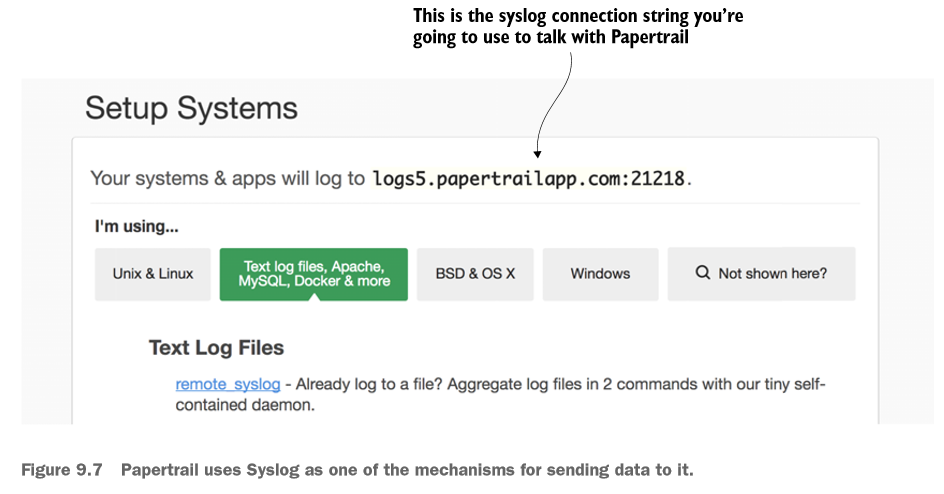 This is the syslog connection string you’re
going to use to talk with Papertrail
Setup Systems
Your systems & apps will log to logs5.papertrailapp.com:21218.
I'm using...
Unix & Linux
Text log files, Apache,
MySQL, Docker & more
BSD & OS X
Windows
Not shown here?
Text Log Files
remote_syslog - Already log to a file? Aggregate log files in 2 commands with our tiny self-
contained daemon.
Figure 9.7 Papertrail uses Syslog as one of the mechanisms for sending data to it.